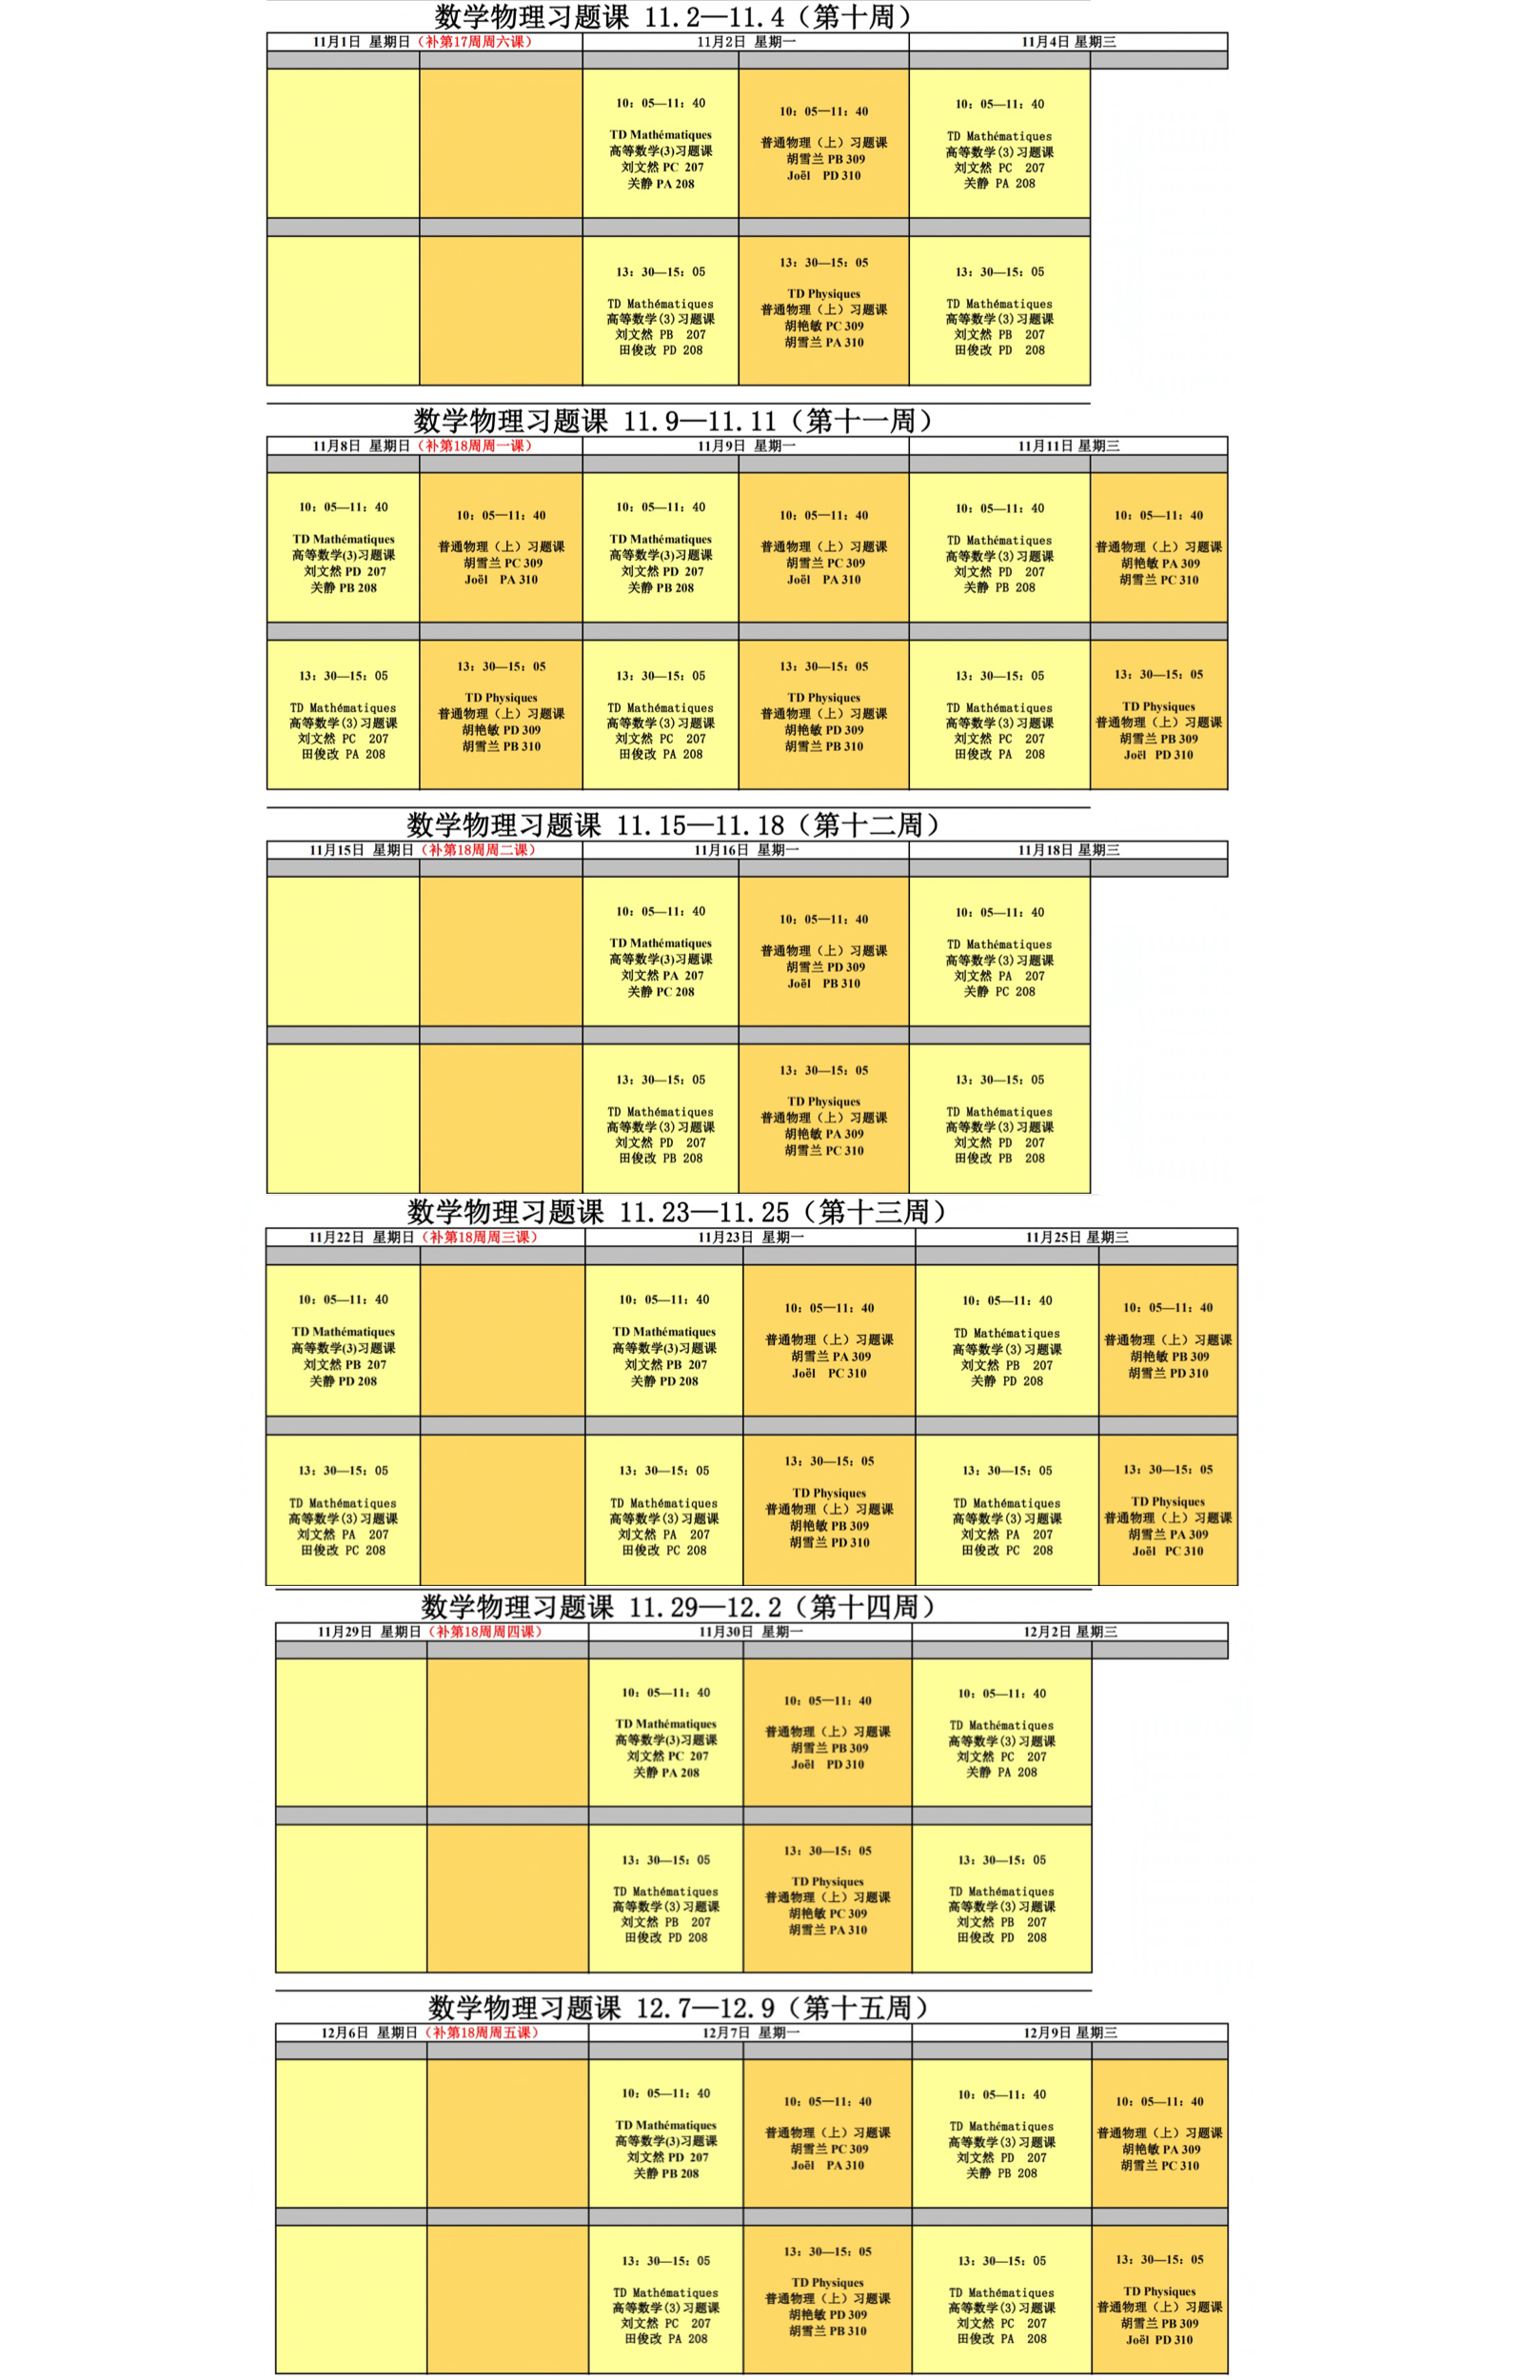 数学物理习题课 11.2—11.4（第十周）
11月1日 星期日（补第17周周六课）
11月2日 星期一
11月4日 星期三
10：05—11：40
TD Mathématiques
高等数学(3)习题课
刘文然 PC 207
关静 PA 208
10：05—11：40
普通物理（上）习题课
胡雪兰 PB 309
Joël PD 310
10：05—11：40
TD Mathématiques
高等数学(3)习题课
刘文然 PC 207
关静 PA 208
13：30—15：05
TD Mathématiques
高等数学(3)习题课
刘文然 PB 207
田俊改 PD 208
13：30—15：05
TD Physiques
普通物理（上）习题课
胡艳敏 PC 309
胡雪兰 PA 310
13：30—15：05
TD Mathématiques
高等数学(3)习题课
刘文然 PB 207
田俊改 PD 208
数学物理习题课 11.9—11.11（第十一周）
11月8日 星期日（补第18周周一课）
11月9日 星期一
11月11日 星期三
10：05—11：40
TD Mathématiques
高等数学(3)习题课
刘文然 PD 207
关静 PB 208
10：05—11：40
普通物理（上）习题课
胡雪兰 PC 309
Joël PA 310
10：05—11：40
TD Mathématiques
高等数学(3)习题课
刘文然 PD 207
关静 PB 208
10：05—11：40
普通物理（上）习题课
胡雪兰 PC 309
Joël PA 310
10：05—11：40
TD Mathématiques
高等数学(3)习题课
刘文然 PD 207
关静 PB 208
10：05—11：40
普通物理（上）习题课
胡艳敏 PA 309
胡雪兰 PC 310
13：30—15：05
TD Mathématiques
高等数学(3)习题课
刘文然 PC 207
田俊改 PA 208
13：30—15：05
TD Physiques
普通物理（上）习题课
胡艳敏 PD 309
胡雪兰 PB 310
13：30—15：05
TD Mathématiques
高等数学(3)习题课
刘文然 PC 207
田俊改 PA 208
13：30—15：05
TD Physiques
普通物理（上）习题课
胡艳敏 PD 309
胡雪兰 PB 310
13：30—15：05
TD Mathématiques
高等数学(3)习题课
刘文然 PC 207
田俊改 PA 208
13：30—15：05
TD Physiques
普通物理（上）习题课
胡雪兰 PB 309
Joël PD 310
数学物理习题课 11.15—11.18（第十二周）
11月15日 星期日（补第18周周二课）
11月16日 星期一
11月18日 星期三
10：05—11：40
TD Mathématiques
高等数学(3)习题课
刘文然 PA 207
关静 PC 208
10：05—11：40
普通物理（上）习题课
胡雪兰 PD 309
Joël PB 310
10：05—11：40
TD Mathématiques
高等数学(3)习题课
刘文然 PA 207
关静 PC 208
13：30—15：05
TD Mathématiques
高等数学(3)习题课
刘文然 PD 207
田俊改 PB 208
13：30—15：05
TD Physiques
普通物理（上）习题课
胡艳敏 PA 309
胡雪兰 PC 310
13：30—15：05
TD Mathématiques
高等数学(3)习题课
刘文然 PD 207
田俊改 PB 208
数学物理习题课 11.23—11.25（第十三周）
11月22日 星期日（补第18周周三课）
11月23日 星期一
11月25日 星期三
10：05—11：40
TD Mathématiques
高等数学(3)习题课
刘文然 PB 207
关静 PD 208
10：05—11：40
TD Mathématiques
高等数学(3)习题课
刘文然 PB 207
关静 PD 208
10：05—11：40
普通物理（上）习题课
胡雪兰 PA 309
Joël PC 310
10：05—11：40
TD Mathématiques
高等数学(3)习题课
刘文然 PB 207
关静 PD 208
10：05—11：40
普通物理（上）习题课
胡艳敏 PB 309
胡雪兰 PD 310
13：30—15：05
TD Mathématiques
高等数学(3)习题课
刘文然 PA 207
田俊改 PC 208
13：30—15：05
TD Mathématiques
高等数学(3)习题课
刘文然 PA 207
田俊改 PC 208
13：30—15：05
TD Physiques
普通物理（上）习题课
胡艳敏 PB 309
胡雪兰 PD 310
13：30—15：05
TD Mathématiques
高等数学(3)习题课
刘文然 PA 207
田俊改 PC 208
13：30—15：05
TD Physiques
普通物理（上）习题课
胡雪兰 PA 309
Joël PC 310
数学物理习题课 11.29—12.2（第十四周）
11月29日 星期日（补第18周周四课）
11月30日 星期一
12月2日 星期三
10：05—11：40
TD Mathématiques
高等数学(3)习题课
刘文然 PC 207
关静 PA 208
10：05—11：40
普通物理（上）习题课
胡雪兰 PB 309
Joël PD 310
10：05—11：40
TD Mathématiques
高等数学(3)习题课
刘文然 PC 207
关静 PA 208
13：30—15：05
TD Mathématiques
高等数学(3)习题课
刘文然 PB 207
田俊改 PD 208
13：30—15：05
TD Physiques
普通物理（上）习题课
胡艳敏 PC 309
胡雪兰 PA 310
13：30—15：05
TD Mathématiques
高等数学(3)习题课
刘文然 PB 207
田俊改 PD 208
数学物理习题课 12.7—12.9（第十五周）
12月6日 星期日（补第18周周五课）
12月7日 星期一
12月9日 星期三
10：05—11：40
TD Mathématiques
高等数学(3)习题课
刘文然 PD 207
关静 PB 208
10：05—11：40
普通物理（上）习题课
胡雪兰 PC 309
Joël PA 310
10：05—11：40
TD Mathématiques
高等数学(3)习题课
刘文然 PD 207
关静 PB 208
10：05—11：40
普通物理（上）习题课
胡艳敏 PA 309
胡雪兰 PC 310
13：30—15：05
TD Mathématiques
高等数学(3)习题课
刘文然 PC 207
田俊改 PA 208
13：30—15：05
TD Physiques
普通物理（上）习题课
胡艳敏 PD 309
胡雪兰 PB 310
13：30—15：05
TD Mathématiques
高等数学(3)习题课
刘文然 PC 207
田俊改 PA 208
13：30—15：05
TD Physiques
普通物理（上）习题课
胡雪兰 PB 309
Joël PD 310